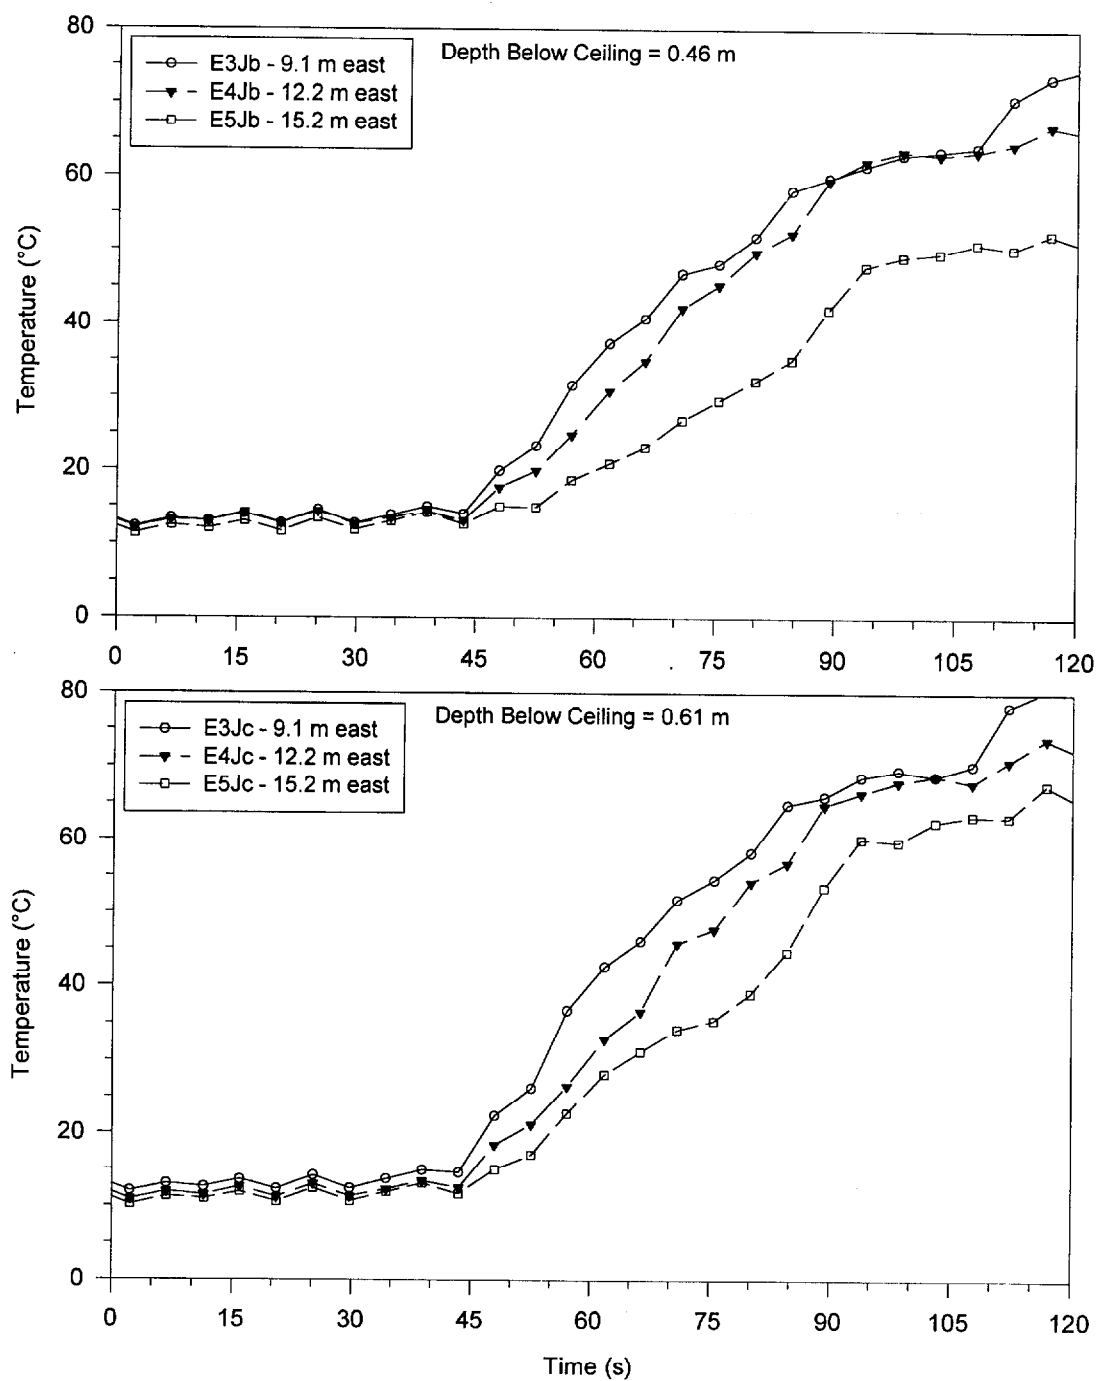 80
Depth Below Ceiling = 0.46 m
E3Jb - 9.1 m east
E4Jb - 12.2 m east
E5Jb - 15.2 m east
60
Temperature (°C)
40
20
0
0 15 30 45 60 75 90 105 120
80
Depth Below Ceiling = 0.61 m
E3Jc - 9.1 m east
E4Jc - 12.2 m east
E5Jc - 15.2 m east
60
Temperature (°C)
40
20
0
0 15 30 45 60 75 90 105 120
Time (s)